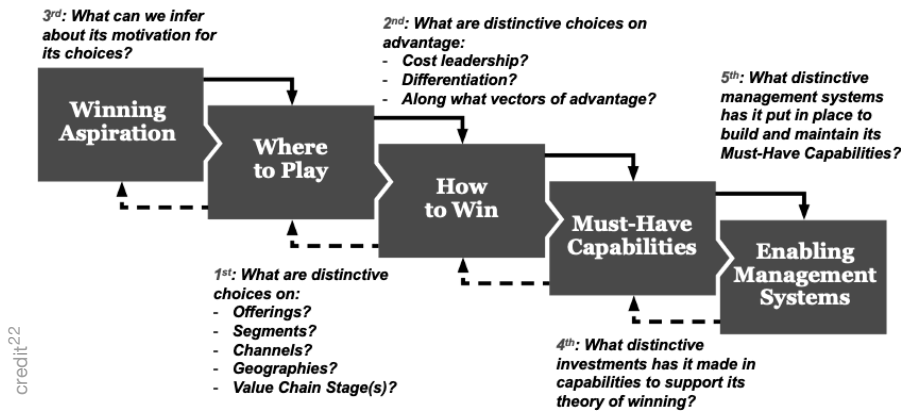 3rd: What can we infer
about its motivation for
its choices?
2nd: What are distinctive choices on
advantage:
- Cost leadership?
- Differentiation?
- Along what vectors of advantage?
5th: What distinctive
management systems
has it put in place to
build and maintain its
Must-Have Capabilities?
Winning
Aspiration
Where
to Play
How
to Win
Must-Have
Capabilities
Enabling
Management
Systems
1st: What are distinctive
choices on:
- Offerings?
- Segments?
- Channels?
- Geographies?
- Value Chain Stage(s)?
4th: What distinctive
investments has it made in
capabilities to support its
theory of winning?
credit22